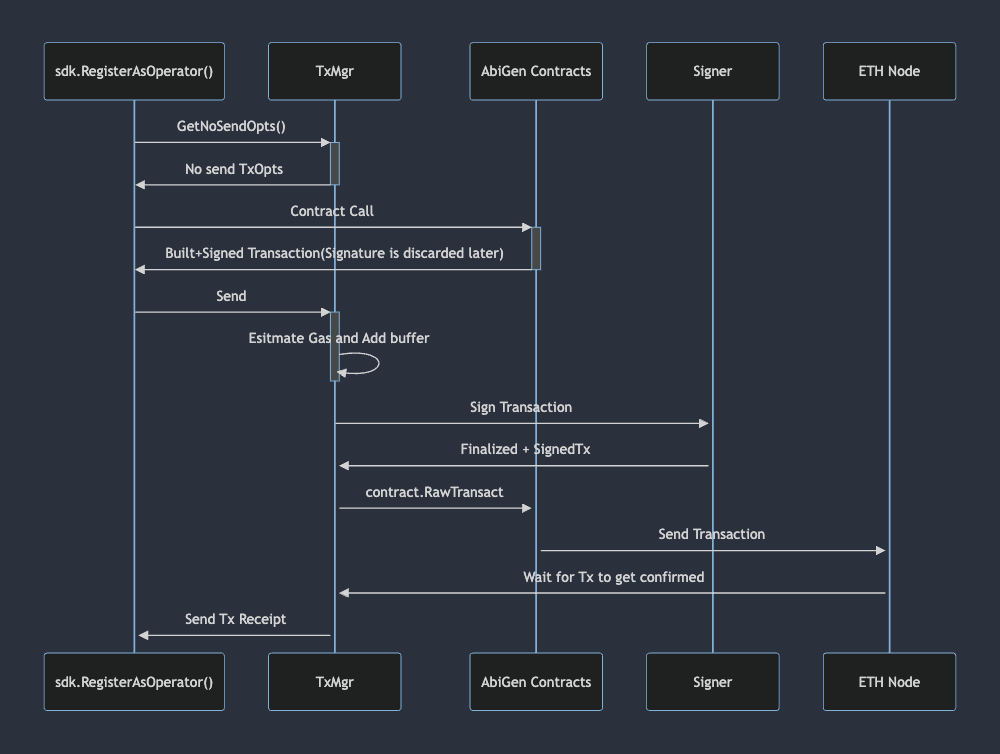 sdk.RegisterAsOperator()
TxMgr
AbiGen Contracts
Signer
ETH Node
GetNoSendOpts()
No send TxOpts
Contract Call
Built+Signed Transaction(Signature is discarded later)
Send
Esitmate Gas and Add buffer
Sign Transaction
Finalized + SignedTx
contract.RawTransact
Send Transaction
Wait for Tx to get confirmed
Send Tx Receipt
sdk.RegisterAsOperator()
TxMgr
AbiGen Contracts
Signer
ETH Node